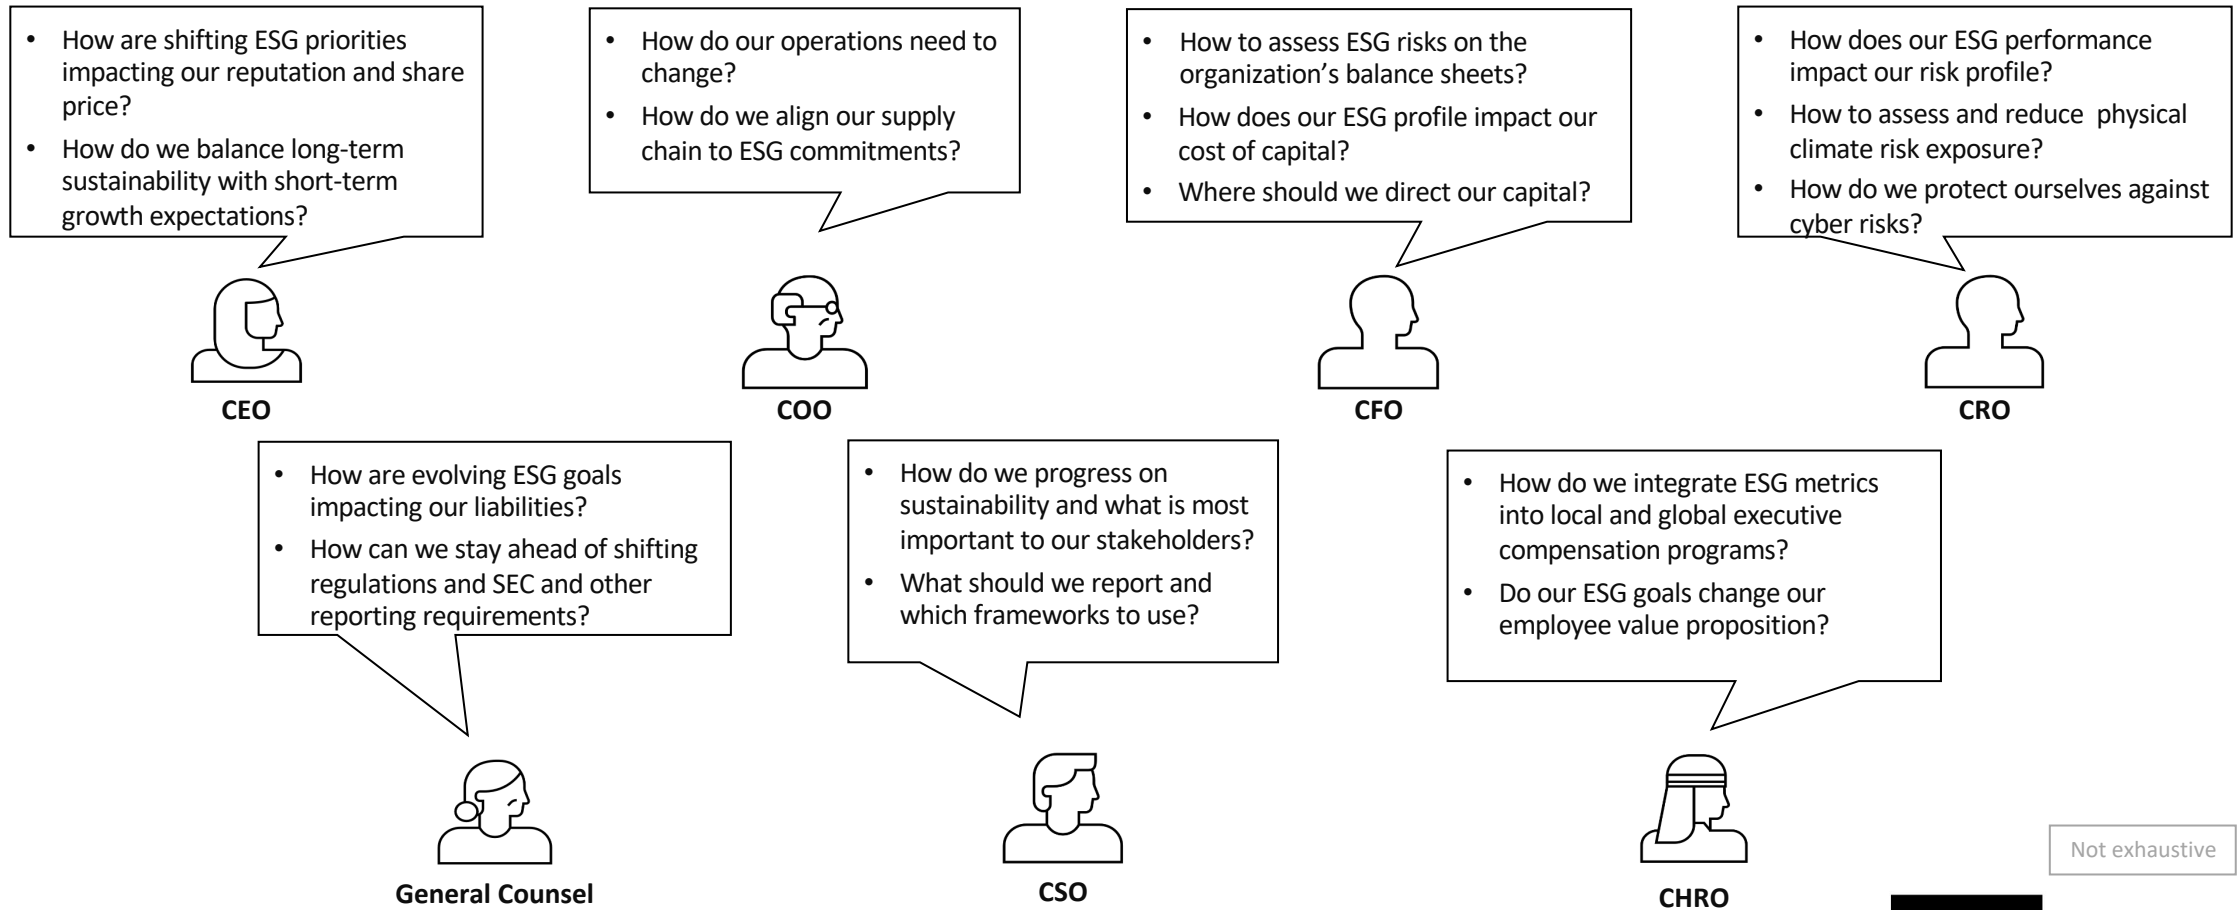 • How are shifting ESG priorities
impacting our reputation and share
price?
• How do we balance long-term
sustainability with short-term
growth expectations?
CEO
• How do our operations need to
change?
• How do we align our supply
chain to ESG commitments?
COO
• How to assess ESG risks on the
organization’s balance sheets?
• How does our ESG profile impact our
cost of capital?
• Where should we direct our capital?
CFO
• How does our ESG performance
impact our risk profile?
• How to assess and reduce  physical
climate risk exposure?
• How do we protect ourselves against
cyber risks?
CRO
• How are evolving ESG goals
impacting our liabilities?
• How can we stay ahead of shifting
regulations and SEC and other
reporting requirements?
General Counsel
• How do we progress on
sustainability and what is most
important to our stakeholders?
• What should we report and
which frameworks to use?
CSO
• How do we integrate ESG metrics
into local and global executive
compensation programs?
• Do our ESG goals change our
employee value proposition?
CHRO
Not exhaustive